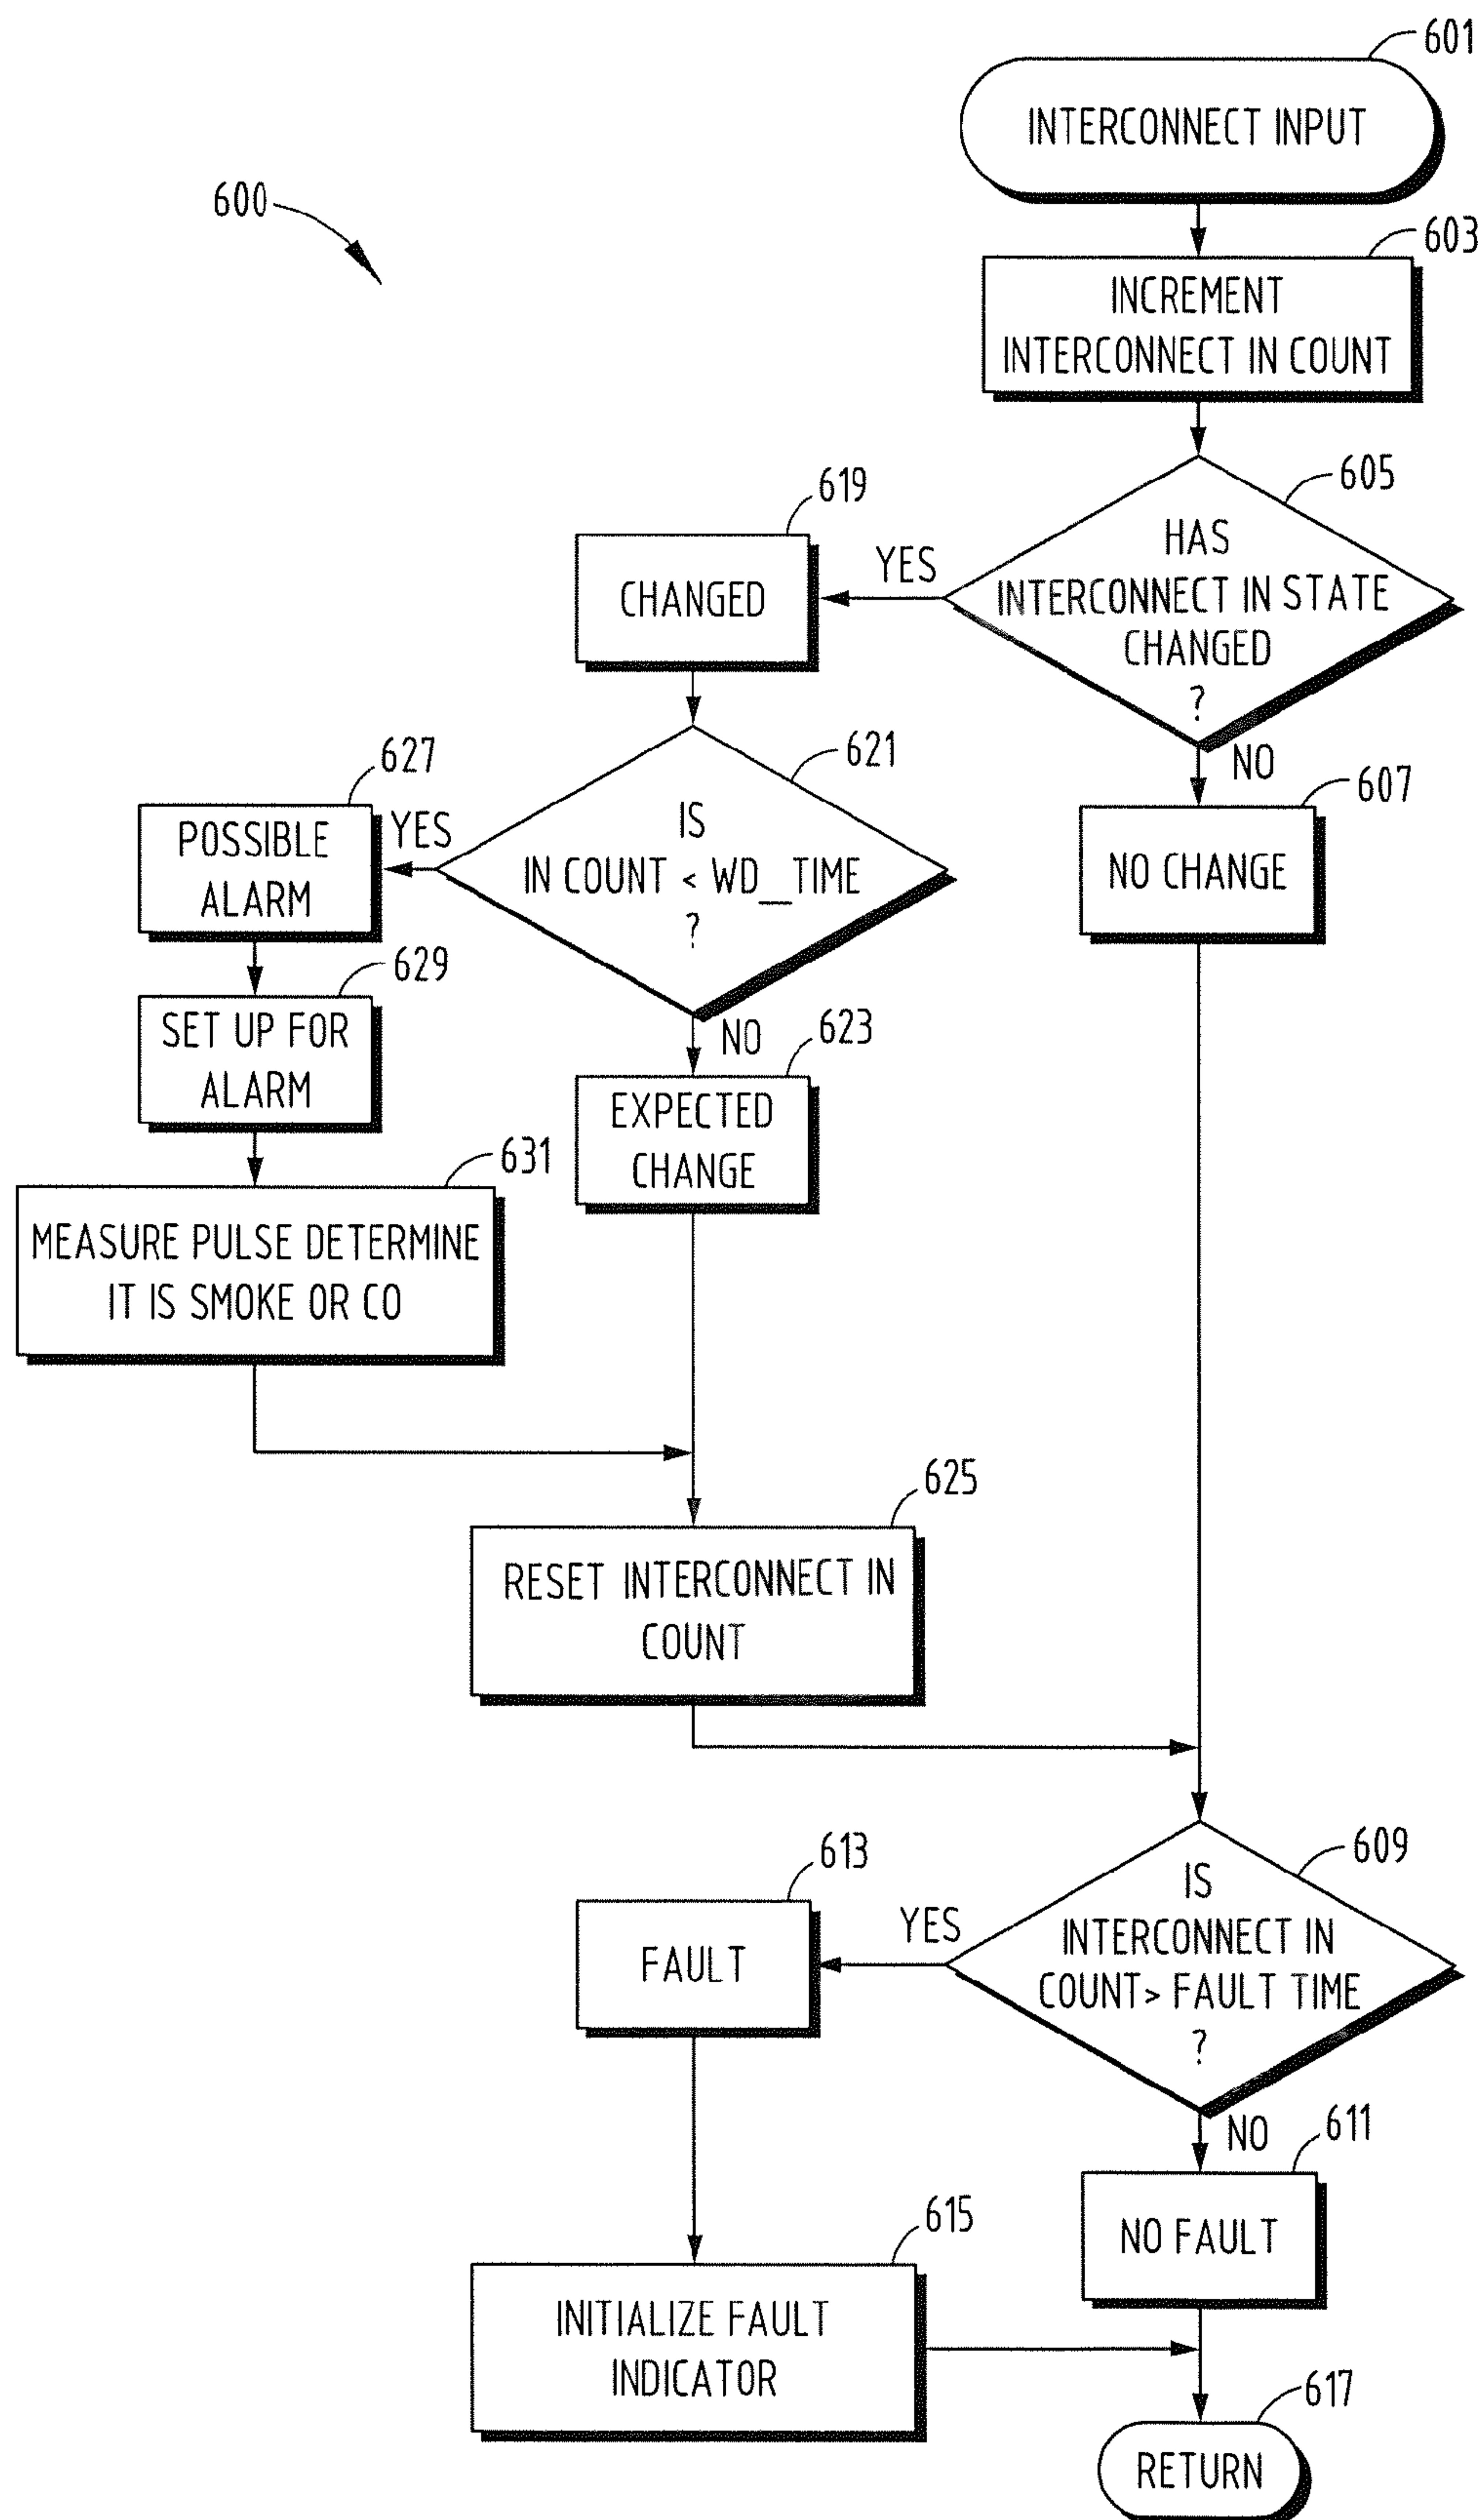 601
INTERCONNECT INPUT
600
603
INCREMENT
INTERCONNECT IN COUNT
605
HAS
INTERCONNECT IN STATE
CHANGED
?
YES
NO
619
CHANGED
607
NO CHANGE
621
IS
IN COUNT < WD__TIME
?
YES
NO
627
POSSIBLE
ALARM
629
SET UP FOR
ALARM
631
MEASURE PULSE DETERMINE
IT IS SMOKE OR CO
623
EXPECTED
CHANGE
625
RESET INTERCONNECT IN
COUNT
609
IS
INTERCONNECT IN
COUNT> FAULT TIME
?
YES
NO
613
FAULT
611
NO FAULT
615
INITIALIZE FAULT
INDICATOR
617
RETURN